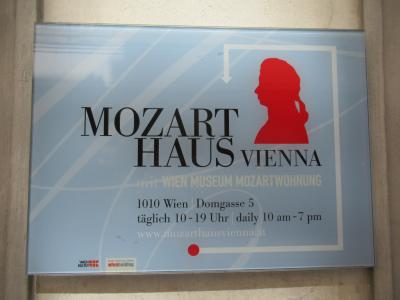 MOZART
HAUS VIENNA
mit WIEN MUSEUM MOZARTWOHNUNG
1010 Wien Domgasse 5
täglich 10 - 19 Uhr daily 10 am - 7 pm
www.mozarthausvienna.at